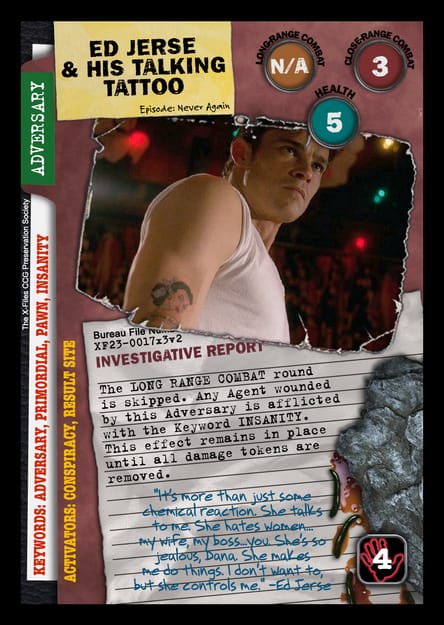 ED JERSE
& HIS TALKING
TATTOO
Episode: Never Again
LONG-RANGE COMBAT
N/A
CLOSE-RANGE COMBAT
3
HEALTH
5
ADVERSARY
The X-Files CCG Preservation Society
KEYWORDS: ADVERSARY, PRIMORDIAL, PAWN, INSANITY
ACTIVATORS: CONSPIRACY, RESULT SITE
Bureau File
XF23-0017x3v2
INVESTIGATIVE REPORT
The LONG RANGE COMBAT round
is skipped. Any Agent wounded
by this Adversary is afflicted
with the Keyword INSANITY.
This effect remains in place
until all damage tokens are
removed.
"It's more than just some
chemical reaction. She talks
to me. She hates women...
my wife, my boss...you. She's so
jealous, Dana. She makes
me do things. I don't want to,
but she controls me." -Ed Jerse
4